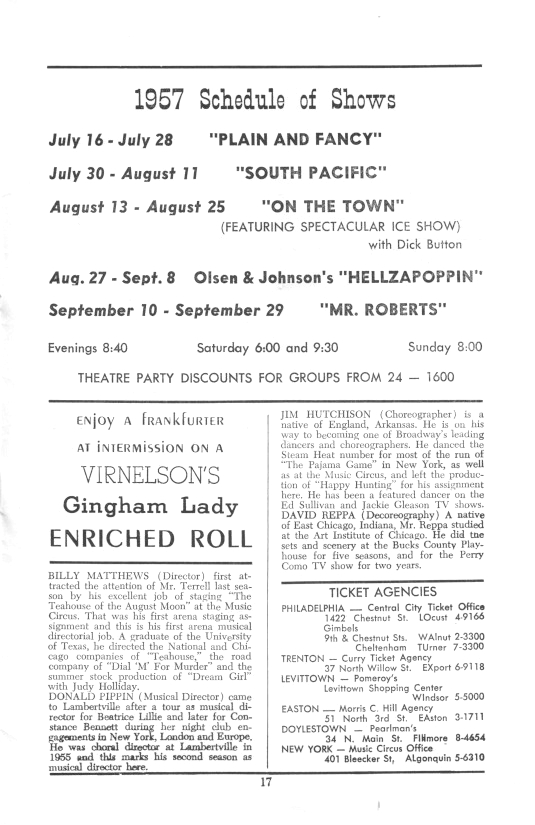 1957 Schedule of Shows
July 16 - July 28 "PLAIN AND FANCY"
July 30 - August 11 "SOUTH PACIFIC"
August 13 - August 25 "ON THE TOWN"
(FEATURING SPECTACULAR ICE SHOW)
with Dick Button
Aug. 27 - Sept. 8 Olsen & Johnson's "HELLZAPOPPIN"
September 10 - September 29 "MR. ROBERTS"
Evenings 8:40 Saturday 6:00 and 9:30 Sunday 8:00
THEATRE PARTY DISCOUNTS FOR GROUPS FROM 24 — 1600
ENJOY A FRANKFURTER
AT INTERMISSION ON A
VIRNELSON'S
Gingham Lady
ENRICHED ROLL
BILLY MATTHEWS (Director) first at-
tracted the attention of Mr. Terrell last sea-
son by his excellent job of staging "The
Teahouse of the August Moon" at the Music
Circus. That was his first arena staging as-
signment and this is his first arena musical
directorial job. A graduate of the University
of Texas, he directed the National and Chi-
cago companies of "Teahouse," the road
company of "Dial 'M' For Murder" and the
summer stock production of "Dream Girl"
with Judy Holliday.
DONALD PIPPIN (Musical Director) came
to Lambertville after a tour as musical di-
rector for Beatrice Lillie and later for Con-
stance Bennett during her night club en-
gagements in New York, London and Europe.
He was choral director at Lambertville in
1955 and this marks his second season as
musical director here.
JIM HUTCHISON (Choreographer) is a
native of England, Arkansas. He is on his
way to becoming one of Broadway's leading
dancers and choreographers. He danced the
Steam Heat number for most of the run of
"The Pajama Game" in New York, as well
as at the Music Circus, and left the produc-
tion of "Happy Hunting" for his assignment
here. He has been a featured dancer on the
Ed Sullivan and Jackie Gleason TV shows.
DAVID REPPA (Decoreography) A native
of East Chicago, Indiana, Mr. Reppa studied
at the Art Institute of Chicago. He did the
sets and scenery at the Bucks County Play-
house for five seasons, and for the Perry
Como TV show for two years.
TICKET AGENCIES
PHILADELPHIA — Central City Ticket Office
1422 Chestnut St. LOcust 4-9166
Gimbels
9th & Chestnut Sts. WAlnut 2-3300
Cheltenham TUrner 7-3300
TRENTON — Curry Ticket Agency
37 North Willow St. EXport 6-9118
LEVITTOWN — Pomeroy's
Levittown Shopping Center
WIndsor 5-5000
EASTON — Morris C. Hill Agency
51 North 3rd St. EAston 3-1711
DOYLESTOWN — Pearlman's
34 N. Main St. Fillmore 8-4654
NEW YORK — Music Circus Office
401 Bleecker St, ALgonquin 5-6310
17